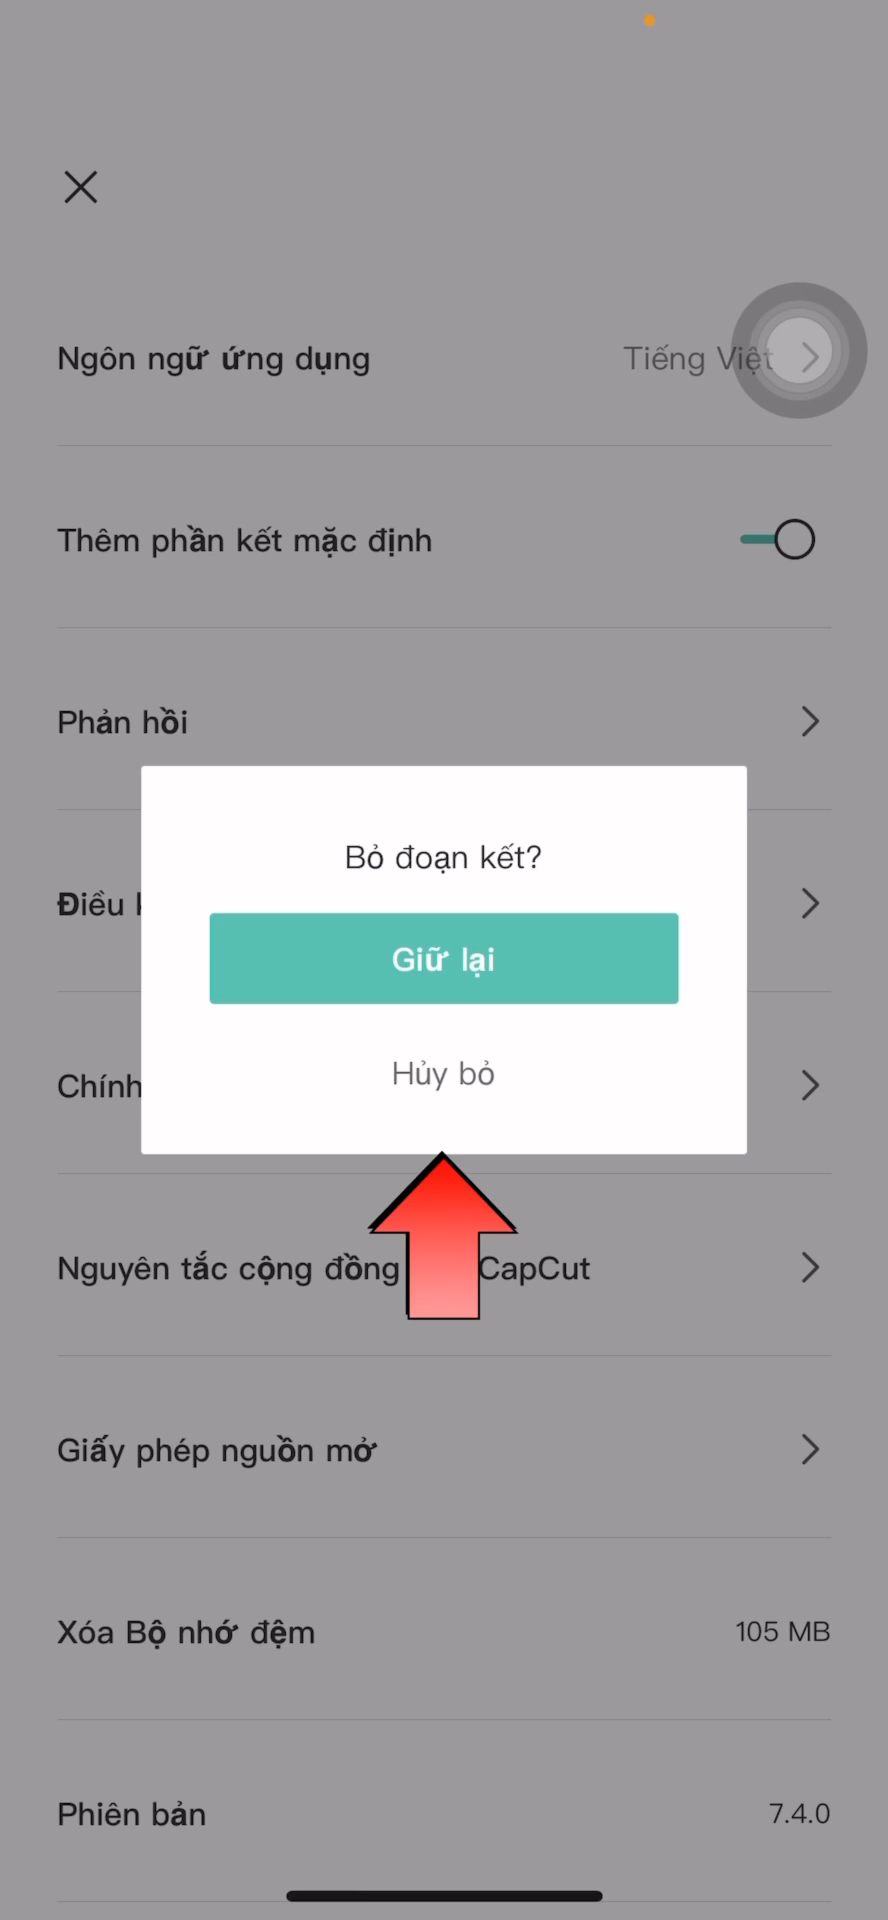 Ngôn ngữ ứng dụng Tiếng Việt
Thêm phần kết mặc định
Phản hồi
Bỏ đoạn kết?
Điều
Giữ lại
Hủy bỏ
Chính
Nguyên tắc cộng đồng CapCut
Giấy phép nguồn mở
Xóa Bộ nhớ đệm 105 MB
Phiên bản 7.4.0